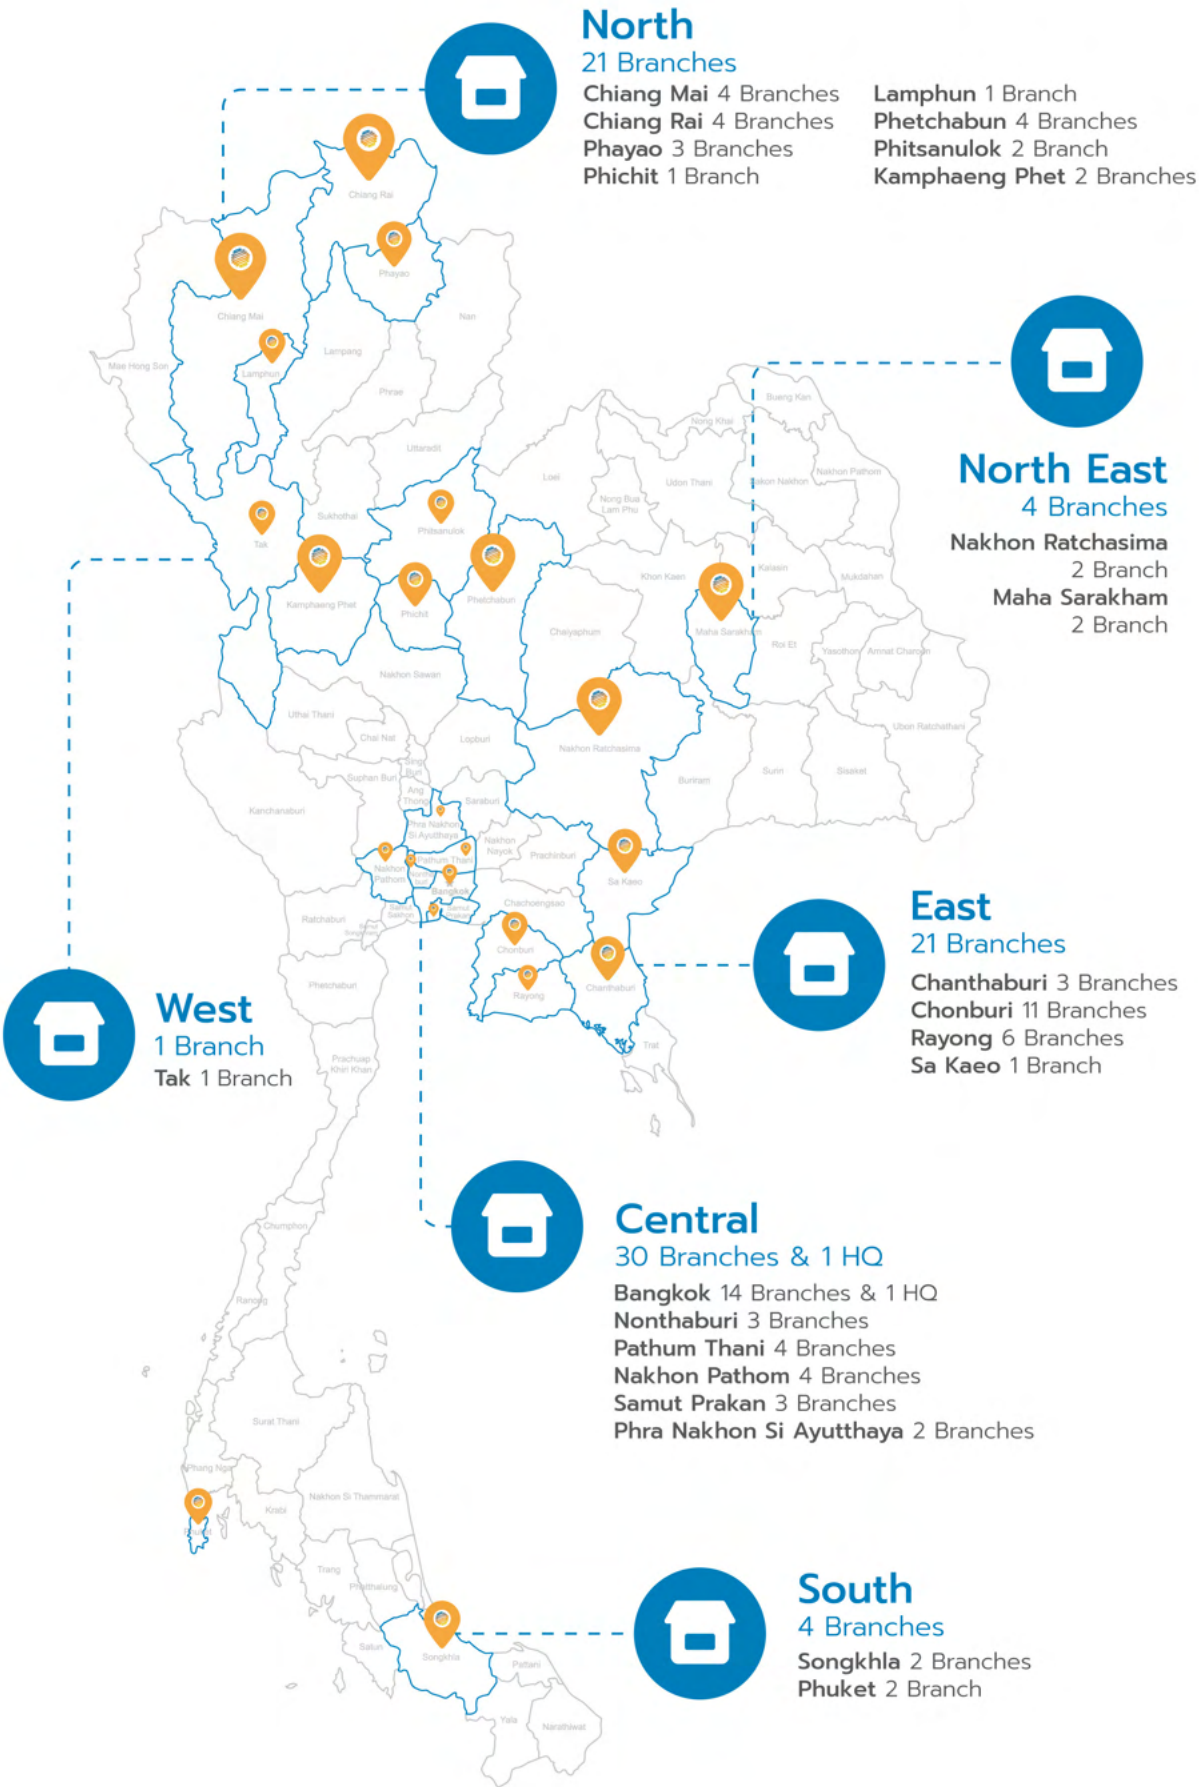 North
21 Branches
Chiang Mai 4 Branches
Chiang Rai 4 Branches
Phayao 3 Branches
Phichit 1 Branch
Lamphun 1 Branch
Phetchabun 4 Branches
Phitsanulok 2 Branch
Kamphaeng Phet 2 Branches
Chiang Rai
Phayao
Chiang Mai
Nan
Lampang
Mae Hong Son
Lamphun
Phrae
Uttaradit
Sukhothai
Phitsanulok
Tak
Kamphaeng Phet
Phichit
Phetchabun
North East
4 Branches
Nakhon Ratchasima
2 Branch
Maha Sarakham
2 Branch
Bueng Kan
Nong Khai
Loei
Udon Thani
Sakon Nakhon
Nakhon Pathom
Nong Bua
Lam Phu
Khon Kaen
Kalasin
Mukdahan
Chaiyaphum
Maha Sarakham
Roi Et
Yasothon
Amnat Charoen
Nakhon Sawan
Uthai Thani
Chai Nat
Lopburi
Nakhon Ratchasima
Ubon Ratchathani
Buriram
Surin
Sisaket
Sing
Buri
Suphan Buri
Ang
Thong
Saraburi
Kanchanaburi
Phra Nakhon
Si Ayutthaya
Nakhon
Nayok
Prachinburi
Pathum Thani
Nakhon
Pathom
Nontha
buri
Bangkok
Sa Kaeo
Samut
Sakhon
Samut
Prakan
Chachoengsao
Ratchaburi
Chonburi
Rayong
Chanthaburi
Trat
Phetchaburi
Prachuap
Khiri Khan
East
21 Branches
Chanthaburi 3 Branches
Chonburi 11 Branches
Rayong 6 Branches
Sa Kaeo 1 Branch
West
1 Branch
Tak 1 Branch
Central
30 Branches & 1 HQ
Bangkok 14 Branches & 1 HQ
Nonthaburi 3 Branches
Pathum Thani 4 Branches
Nakhon Pathom 4 Branches
Samut Prakan 3 Branches
Phra Nakhon Si Ayutthaya 2 Branches
Chumphon
Ranong
Surat Thani
Phang Nga
Nakhon Si Thammarat
Krabi
Phuket
Trang
Phatthalung
Satun
Songkhla
Pattani
Yala
Narathiwat
South
4 Branches
Songkhla 2 Branches
Phuket 2 Branch